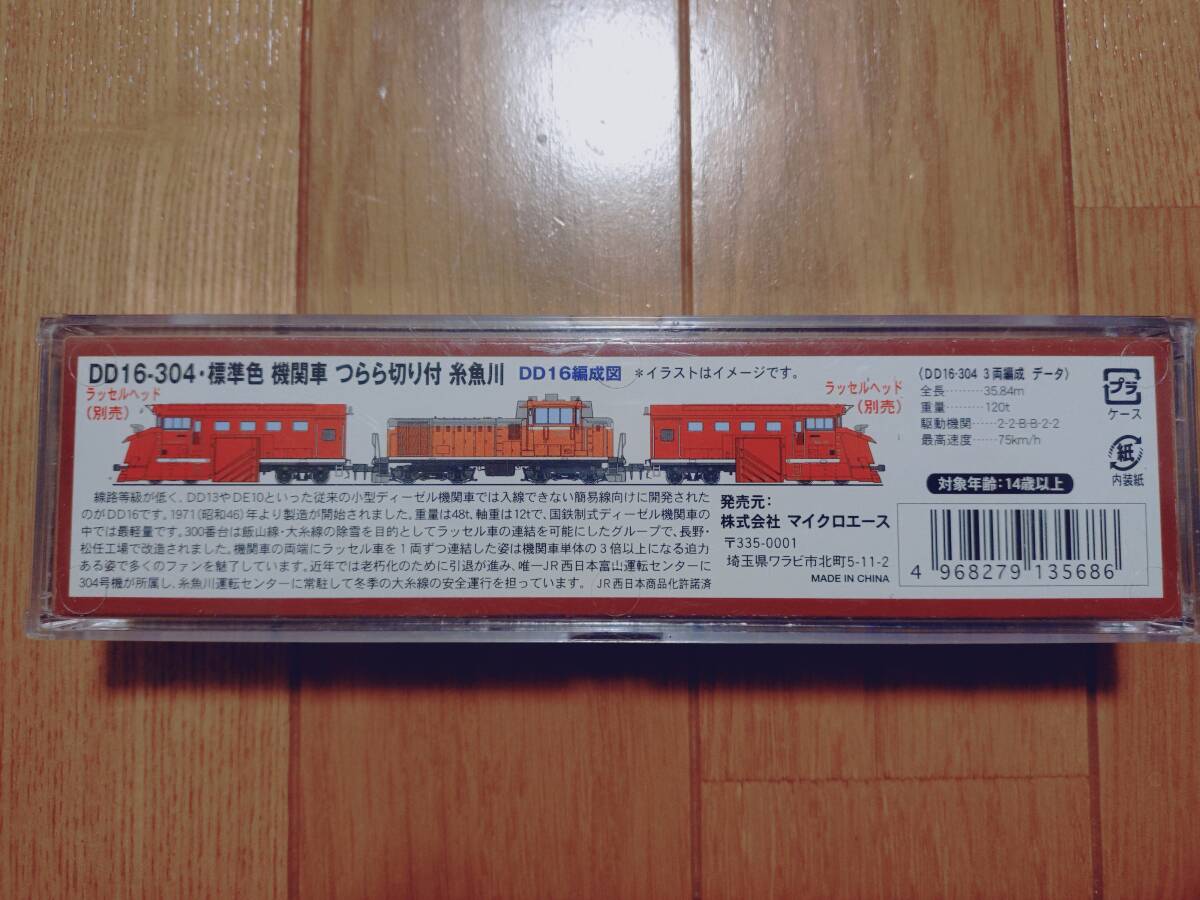 DD16-304・標準色 機関車 つらら切り付 糸魚川 DD16編成図 ＊イラストはイメージです。
ラッセルヘッド
（別売）
ラッセルヘッド
（別売）
線路等級が低く、DD13やDE10といった従来の小型ディーゼル機関車では入線できない簡易線向けに開発された
のがDD16です。1971（昭和46）年より製造が開始されました。重量は48t、軸重は12tで、国鉄制式ディーゼル機関車の
中では最軽量です。300番台は飯山線・大糸線の除雪を目的としてラッセル車の連結を可能にしたグループで、長野・
松任工場で改造されました。機関車の両端にラッセル車を１両ずつ連結した姿は機関車単体の３倍以上になる迫力
ある姿で多くのファンを魅了しています。近年では老朽化のために引退が進み、唯一JR西日本富山運転センターに
304号機が所属し、糸魚川運転センターに常駐して冬季の大糸線の安全運行を担っています。 JR西日本商品化許諾済
発売元：
株式会社 マイクロエース
〒335-0001
埼玉県ワラビ市北町5-11-2
MADE IN CHINA
〈DD16-304 ３両編成 データ〉
全長………35.84m
重量………120t
駆動機関……2-2-B-B-2-2
最高速度……75km/h
対象年齢：14歳以上
4 968279 135686
プラ
ケース
紙
内装紙